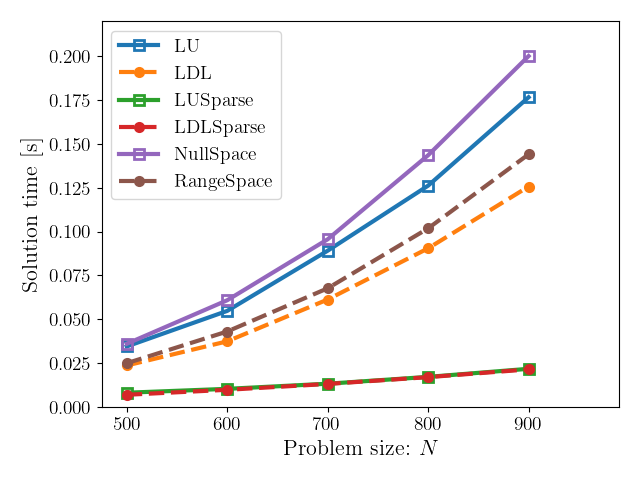 LU
LDL
LUSparse
LDLSparse
NullSpace
RangeSpace
Solution time [s]
0.200
0.175
0.150
0.125
0.100
0.075
0.050
0.025
0.000
500 600 700 800 900
Problem size: N